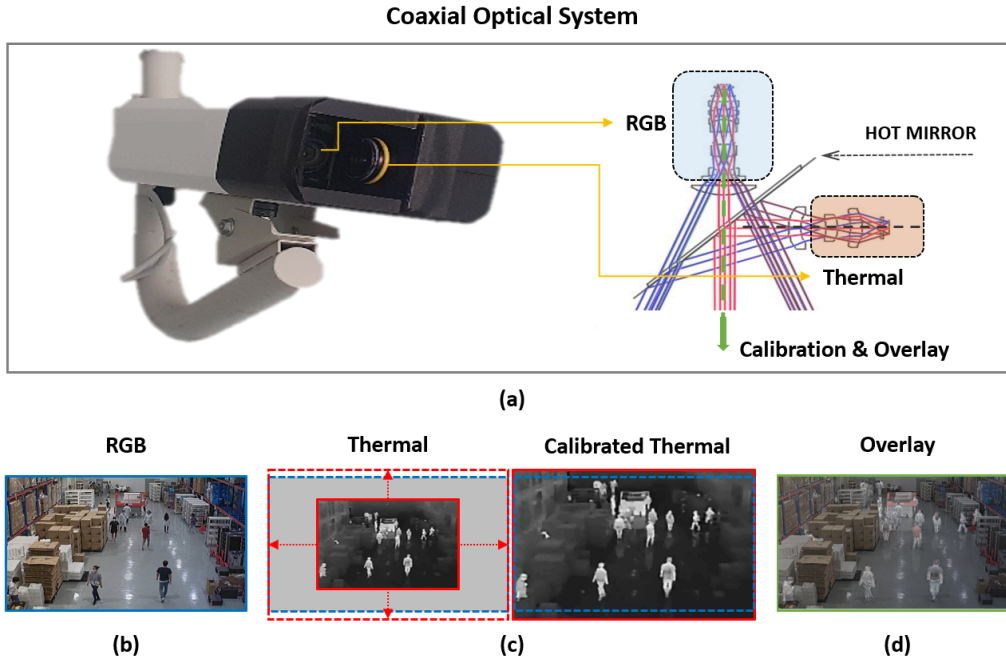 Coaxial Optical System
RGB
HOT MIRROR
Thermal
Calibration & Overlay
(a)
RGB
Thermal
Calibrated Thermal
Overlay
(b)
(c)
(d)